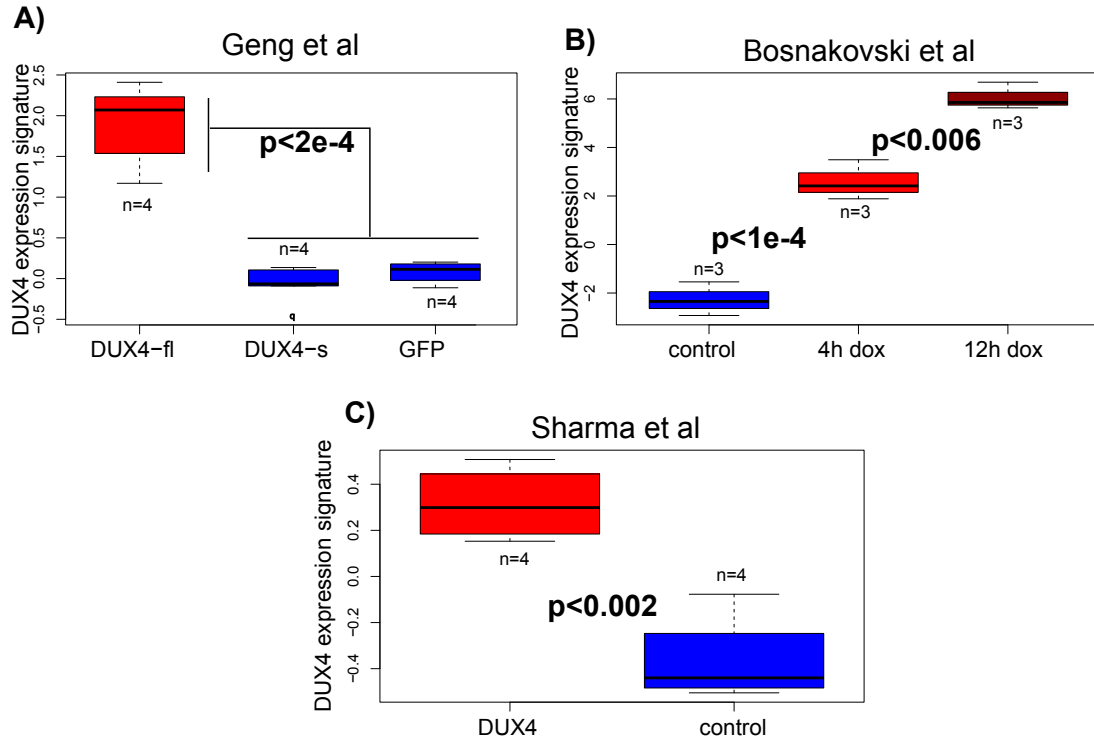 A)
Geng et al
DUX4 expression signature
2.5
2.0
1.5
1.0
0.5
0.0
−0.5
p<2e-4
n=4
n=4
n=4
q
DUX4−fl
DUX4−s
GFP
B)
Bosnakovski et al
DUX4 expression signature
6
4
2
0
−2
p<0.006
n=3
n=3
p<1e-4
n=3
control
4h dox
12h dox
C)
Sharma et al
DUX4 expression signature
0.4
0.2
0.0
−0.2
−0.4
n=4
n=4
p<0.002
DUX4
control